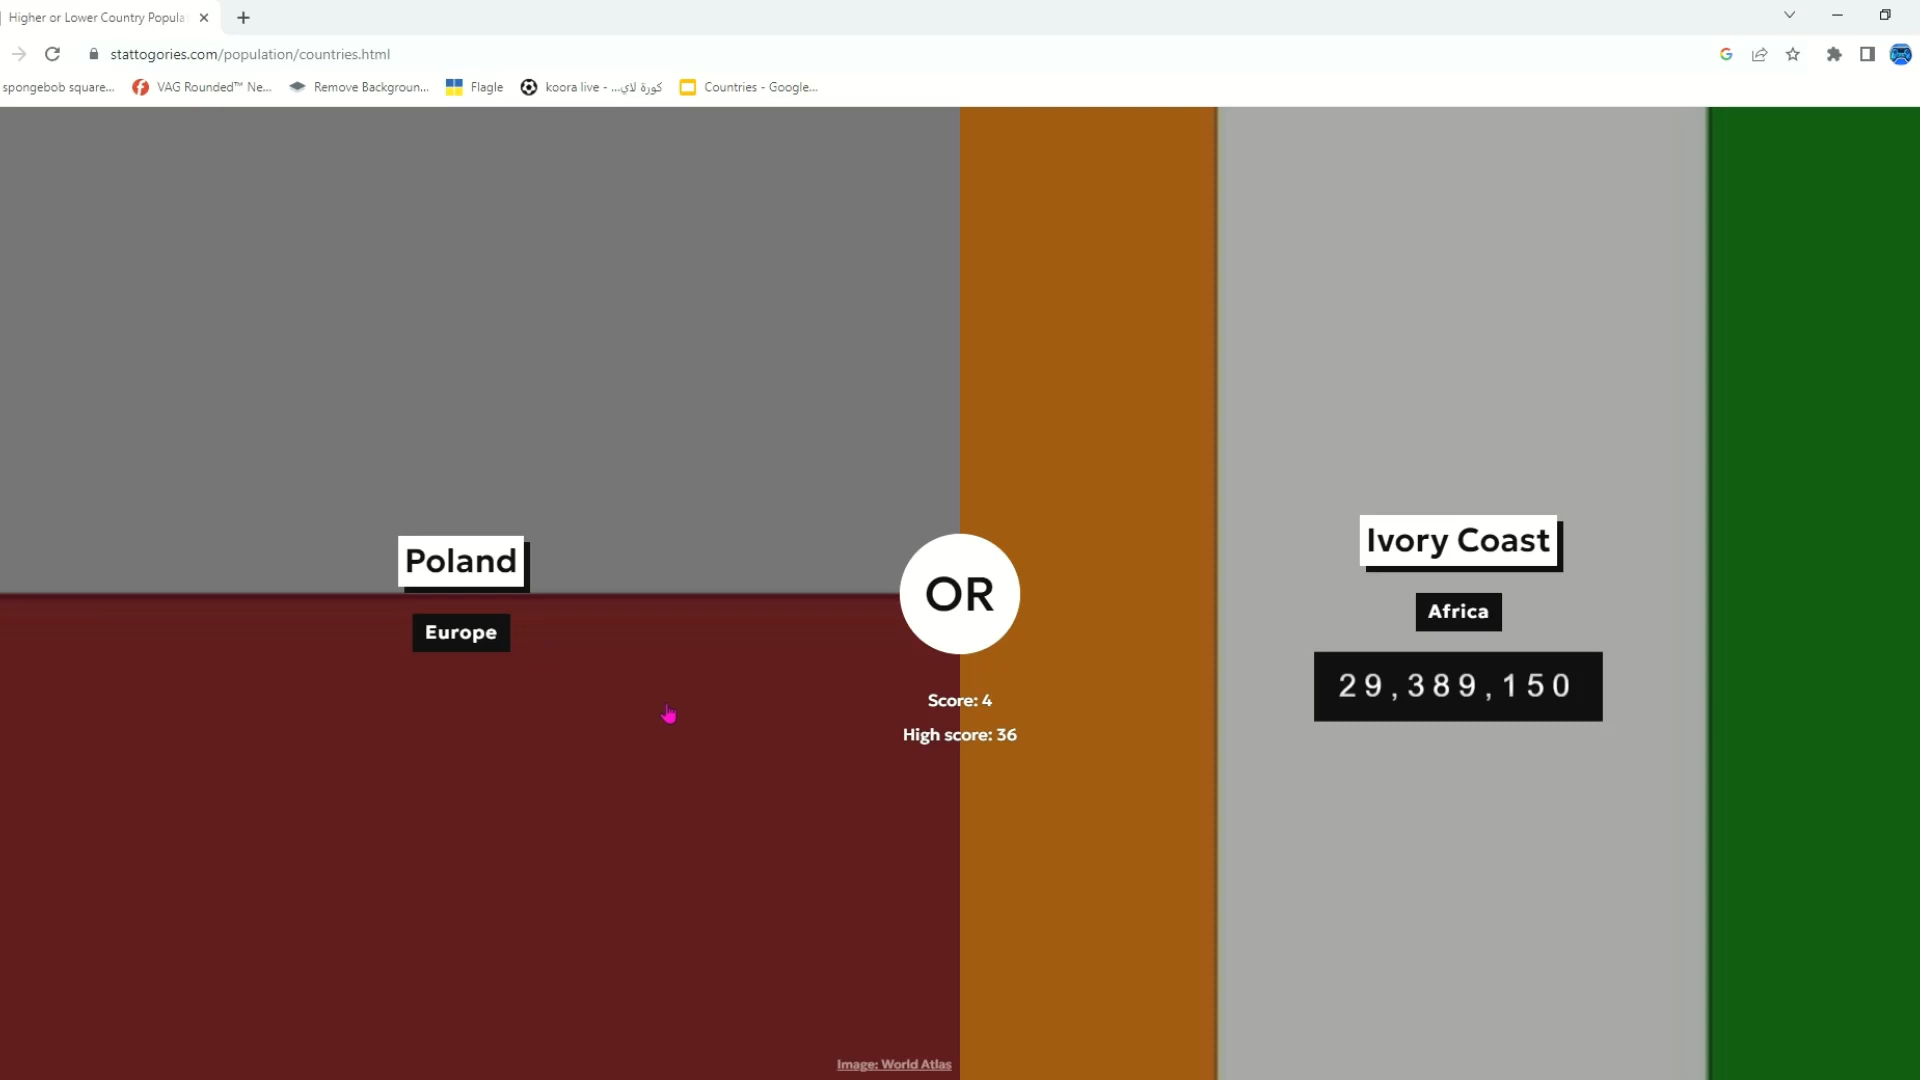 Higher or Lower Country Popula
stattogories.com/population/countries.html
spongebob square...
VAG Rounded™ Ne...
Remove Backgroun...
Flagle
koora live - ...كورة لاي
Countries - Google...
Poland
Europe
OR
Score: 4
High score: 36
Ivory Coast
Africa
29,389,150
Image: World Atlas